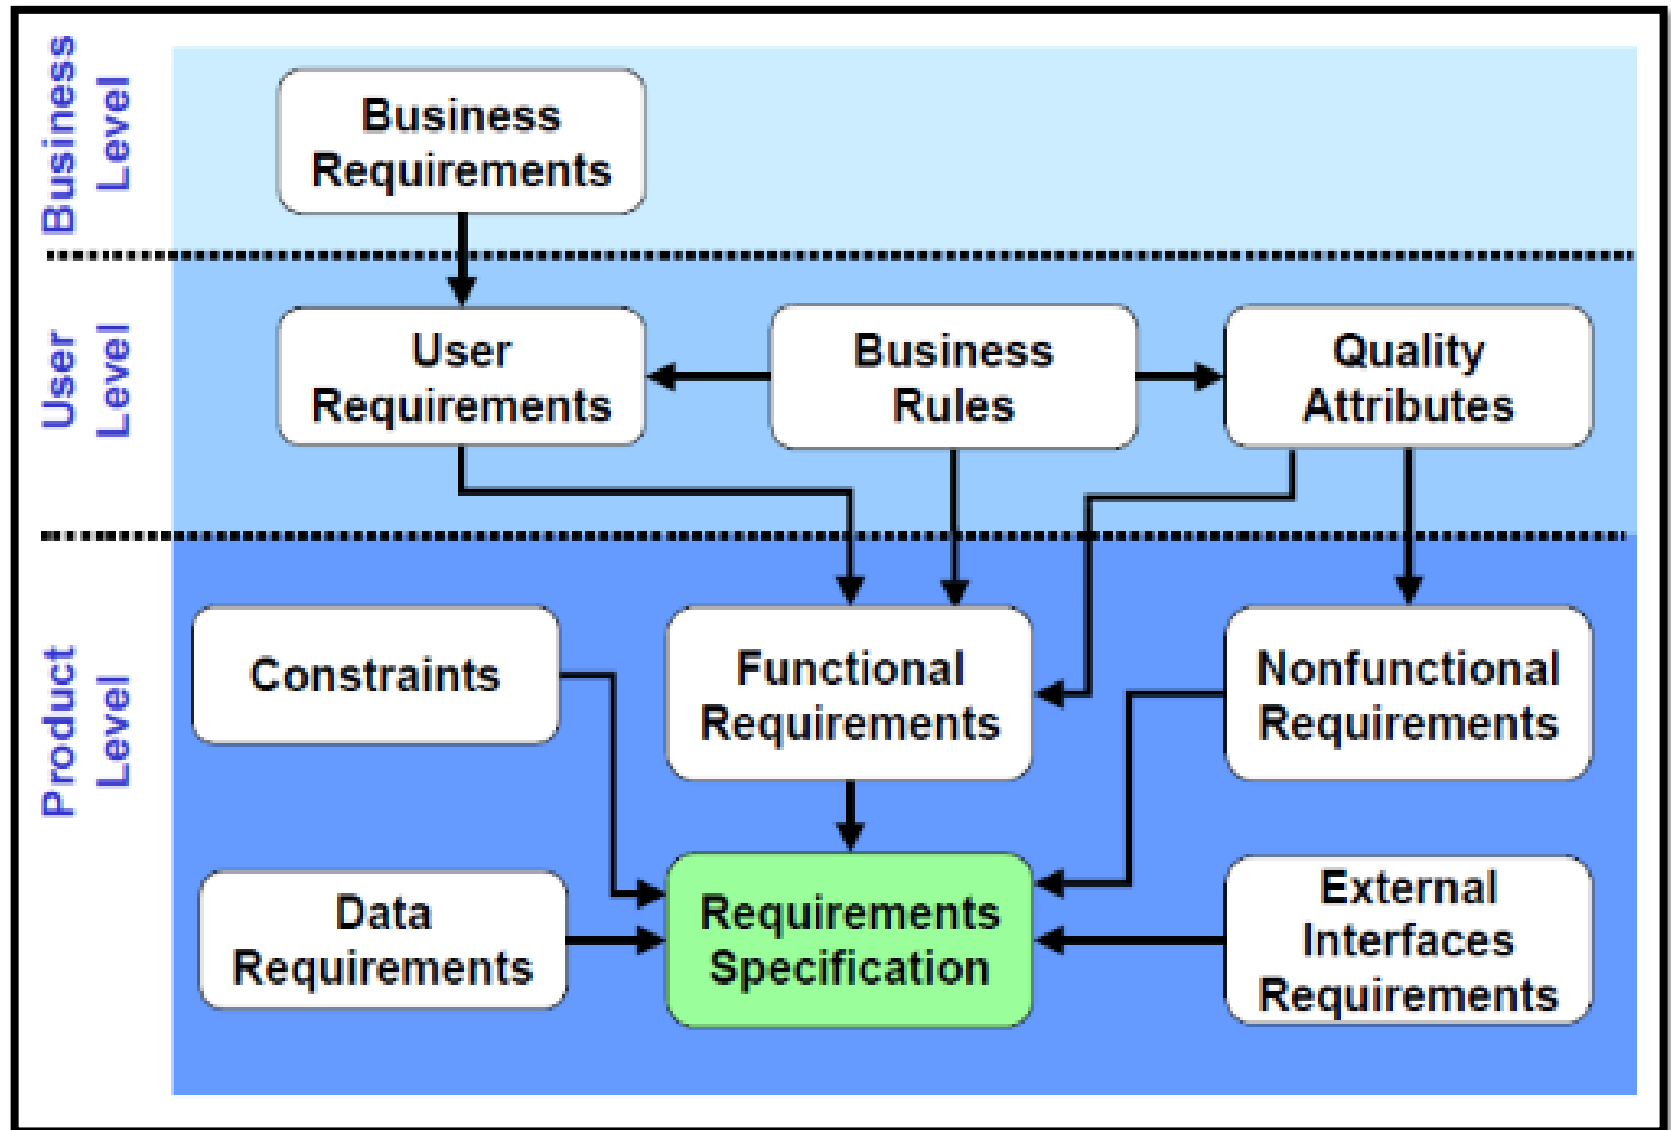 Business
Level
Business
Requirements
User
Level
User
Requirements
Business
Rules
Quality
Attributes
Product
Level
Constraints
Functional
Requirements
Nonfunctional
Requirements
Data
Requirements
Requirements
Specification
External
Interfaces
Requirements